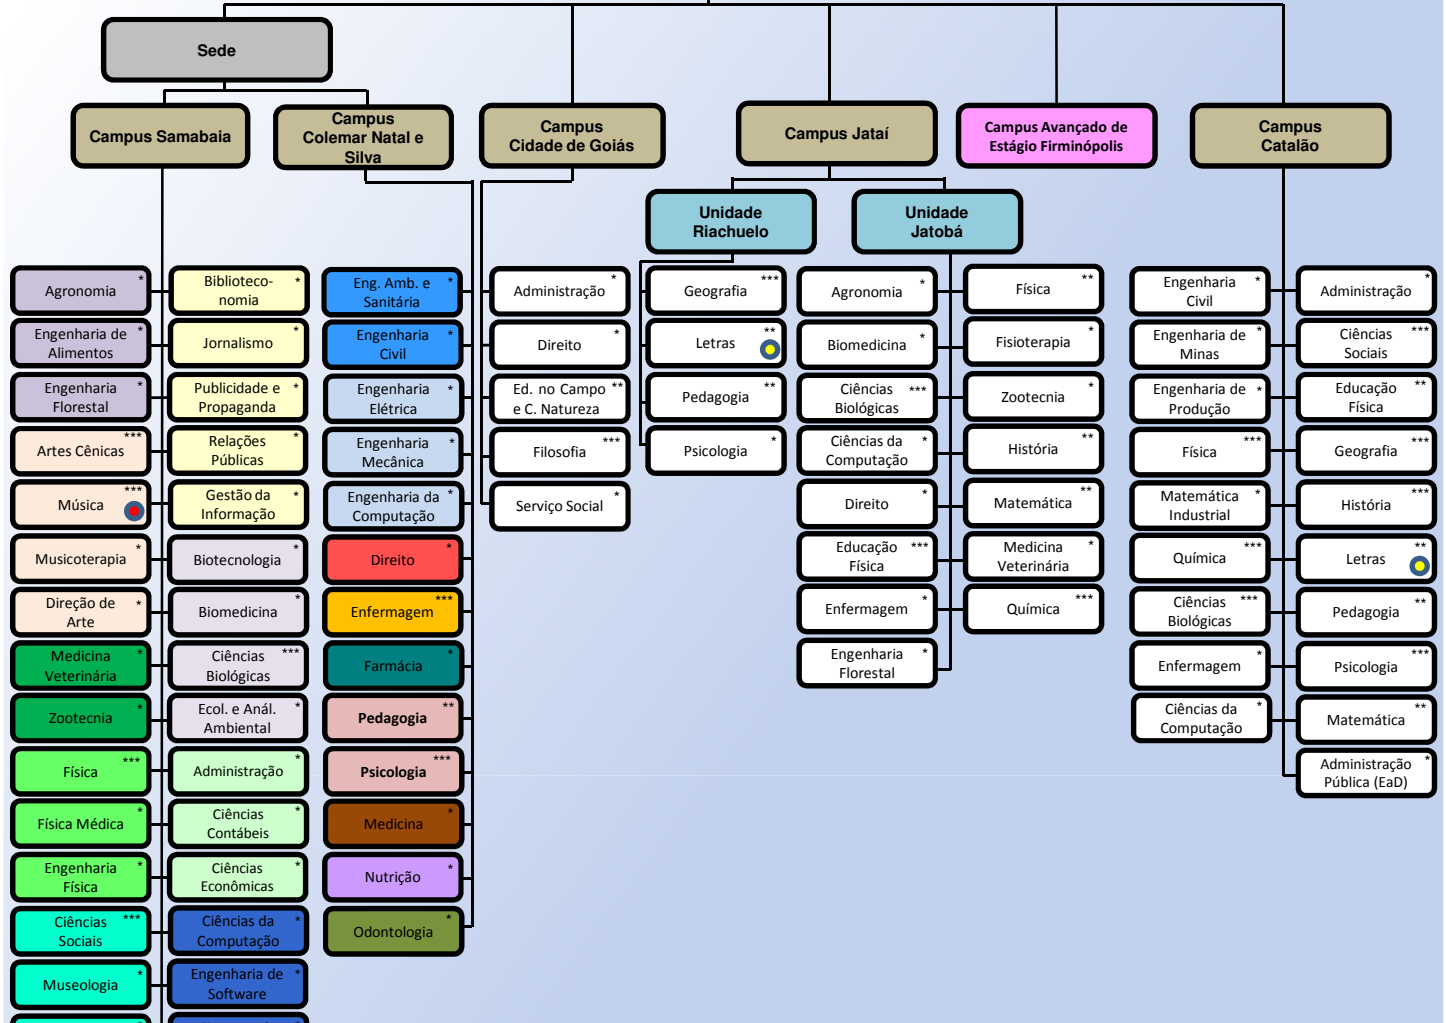 Sede
Campus Samabaia
Campus
Colemar Natal e
Silva
Campus
Cidade de Goiás
Campus Jataí
Campus Avançado de
Estágio Firminópolis
Campus
Catalão
Unidade
Riachuelo
Unidade
Jatobá
Agronomia *
Engenharia de *
Alimentos
Engenharia *
Florestal
Artes Cênicas ***
Música ***
Musicoterapia *
Direção de *
Arte
Medicina *
Veterinária
Zootecnia *
Física ***
Física Médica *
Engenharia *
Física
Ciências ***
Sociais
Museologia *
Biblioteco- *
nomia
Jornalismo *
Publicidade e *
Propaganda
Relações *
Públicas
Gestão da *
Informação
Biotecnologia *
Biomedicina *
Ciências ***
Biológicas
Ecol. e Anál. *
Ambiental
Administração *
Ciências *
Contábeis
Ciências *
Econômicas
Ciências da *
Computação
Engenharia de *
Software
Eng. Amb. e *
Sanitária
Engenharia *
Civil
Engenharia *
Elétrica
Engenharia *
Mecânica
Engenharia da *
Computação
Direito *
Enfermagem ***
Farmácia *
Pedagogia **
Psicologia ***
Medicina *
Nutrição *
Odontologia *
Administração *
Direito *
Ed. no Campo **
e C. Natureza
Filosofia ***
Serviço Social *
Geografia ***
Letras **
Pedagogia **
Psicologia *
Agronomia *
Biomedicina *
Ciências ***
Biológicas
Ciências da *
Computação
Direito *
Educação ***
Física
Enfermagem *
Engenharia *
Florestal
Física **
Fisioterapia *
Zootecnia *
História **
Matemática **
Medicina *
Veterinária
Química ***
Engenharia *
Civil
Engenharia de *
Minas
Engenharia de *
Produção
Física ***
Matemática *
Industrial
Química ***
Ciências ***
Biológicas
Enfermagem *
Ciências da *
Computação
Administração *
Ciências ***
Sociais
Educação **
Física
Geografia ***
História ***
Letras **
Pedagogia **
Psicologia ***
Matemática **
Administração *
Pública (EaD)